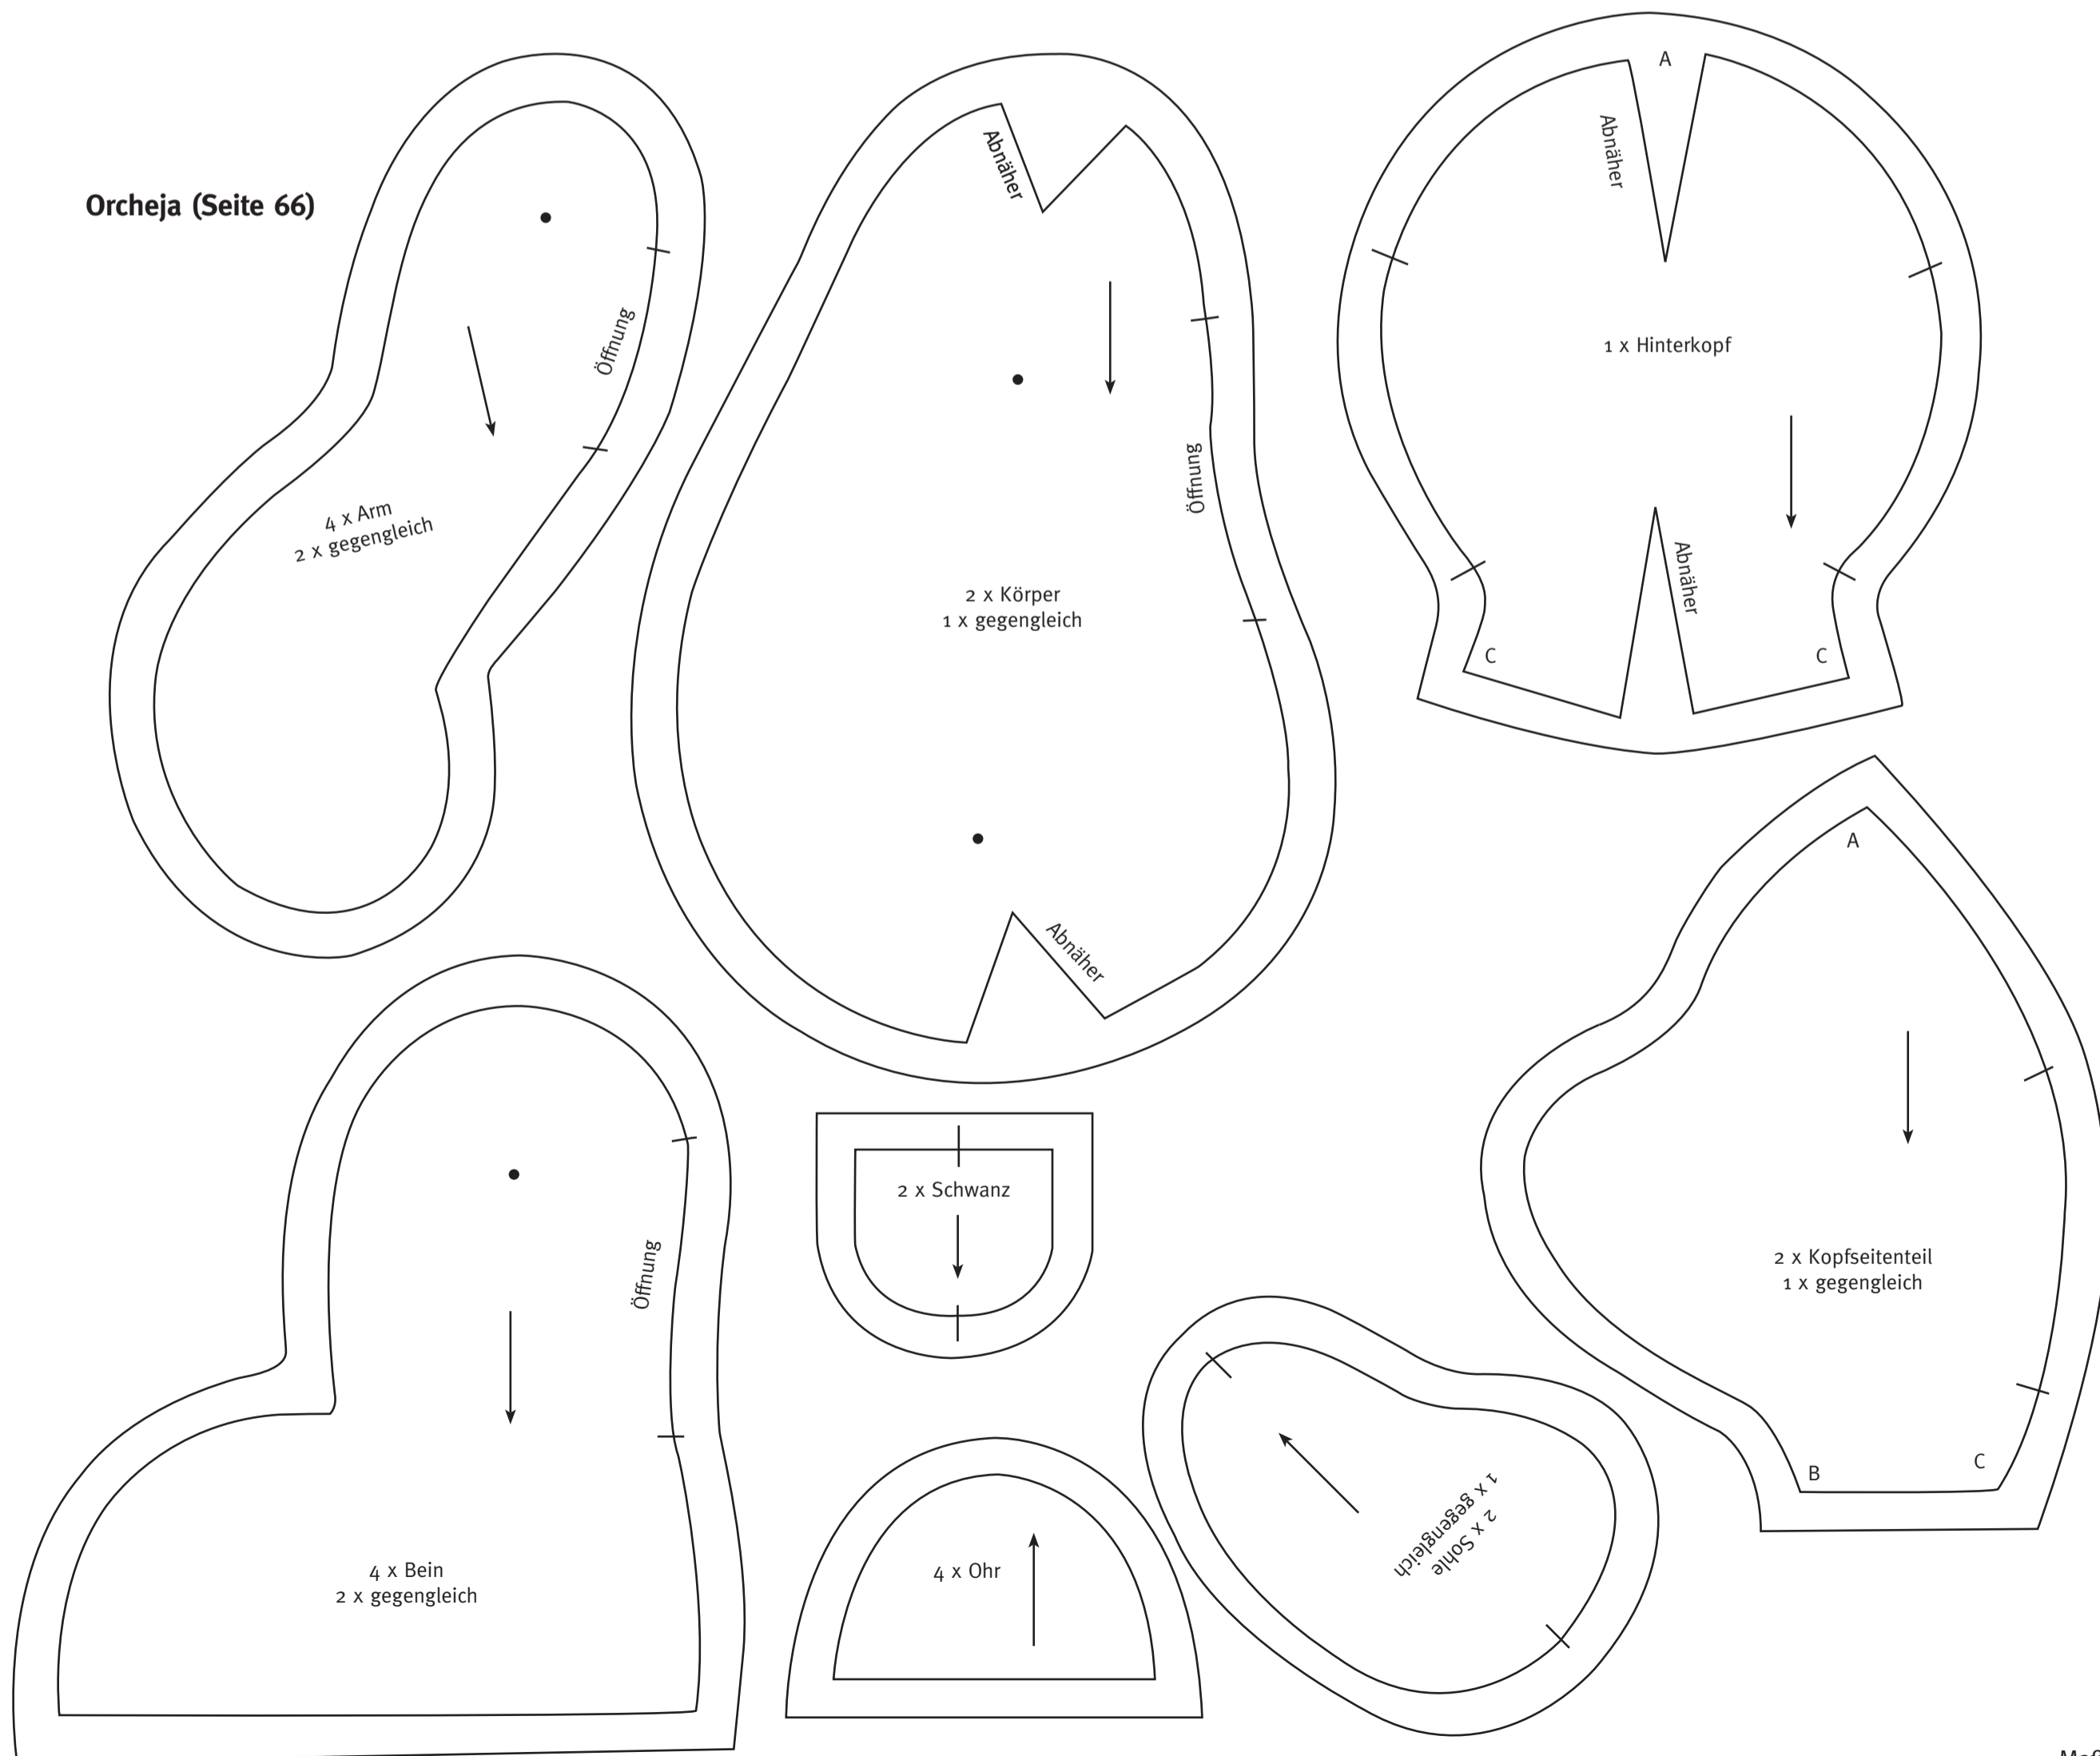 Orcheja (Seite 66)
Öffnung
4 x Arm
2 x gegengleich
Abnäher
Öffnung
2 x Körper
1 x gegengleich
Abnäher
A
Abnäher
1 x Hinterkopf
Abnäher
C
C
A
2 x Kopfseitenteil
1 x gegengleich
B
C
Öffnung
4 x Bein
2 x gegengleich
2 x Schwanz
4 x Ohr
2 x Sohle
1 x gegengleich